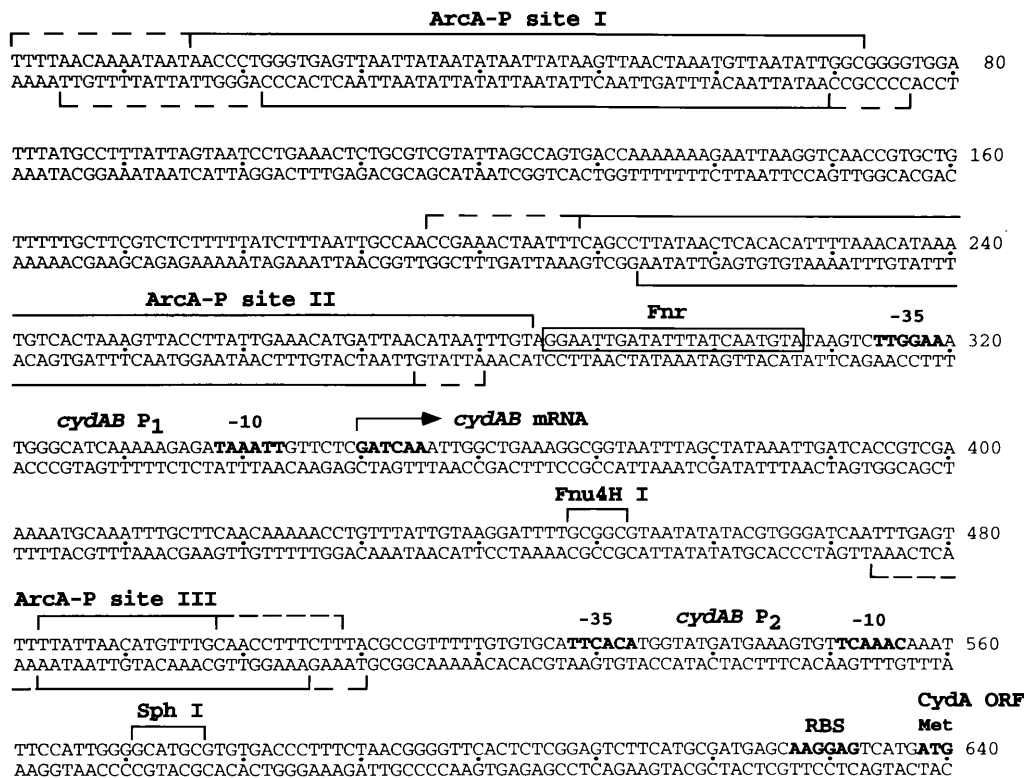 ArcA-P site I
TTTTAACAAAATAATAACCCTGGGTGAGTTAATTATAATATAATTATAAGTTAACTAAATGTTAATATTGGCGGGGTGGA 80
AAAATTGTTTTATTATTGGGACCCACTCAATTAATATTATATTAATATTCAATTGATTTACAATTATAACCGCCCCACCT
TTTATGCCTTTATTAGTAATCCTGAAACTCTGCGTCGTATTAGCCAGTGACCAAAAAAAGAATTAAGGTCAACCGTGCTG 160
AAATACGGAAATAATCATTAGGACTTTGAGACGCAGCATAATCGGTCACTGGTTTTTTTCTTAATTCCAGTTGGCACGAC
TTTTTGCTTCGTCTCTTTTTATCTTTAATTGCCAACCGAAACTAATTTCAGCCTTATAACTCACACATTTTAAACATAAA 240
AAAAACGAAGCAGAGAAAAATAGAAATTAACGGTTGGCTTTGATTAAAGTCGGAATATTGAGTGTGTAAAATTTGTATTT
ArcA-P site II Fnr -35
TGTCACTAAAGTTACCTTATTGAAACATGATTAACATAATTTGTAGGAATTGATATTTATCAATGTATAAGTCTTGGAAA 320
ACAGTGATTTCAATGGAATAACTTTGTACTAATTGTATTAAACATCCTTAACTATAAATAGTTACATATTCAGAACCTTT
cydAB P1 -10 cydAB mRNA
TGGGCATCAAAAAGAGATAAATTGTTCTCGATCAAATTGGCTGAAAGGCGGTAATTTAGCTATAAATTGATCACCGTCGA 400
ACCCGTAGTTTTTCTCTATTTAACAAGAGCTAGTTTAACCGACTTTCCGCCATTAAATCGATATTTAACTAGTGGCAGCT
Fnu4H I
AAAATGCAAATTTGCTTCAACAAAAACCTGTTTATTGTAAGGATTTTGCGGCGTAATATATACGTGGGATCAATTTGAGT 480
TTTTACGTTTAAACGAAGTTGTTTTTGGACAAATAACATTCCTAAAACGCCGCATTATATATGCACCCTAGTTAAACTCA
ArcA-P site III -35 cydAB P2 -10
TTTTATTAACATGTTTGCAACCTTTCTTTACGCCGTTTTTGTGTGCATTCACATGGTATGATGAAAGTGTTCAAACAAAT 560
AAAATAATTGTACAAACGTTGGAAAGAAATGCGGCAAAAACACACGTAAGTGTACCATACTACTTTCACAAGTTTGTTTA
Sph I RBS CydA ORF
Met
TTCCATTGGGGCATGCGTGTGACCCTTTCTAACGGGGTTCACTCTCGGAGTCTTCATGCGATGAGCAAGGAGTCATGATG 640
AAGGTAACCCCGTACGCACACTGGGAAAGATTGCCCCAAGTGAGAGCCTCAGAAGTACGCTACTCGTTCCTCAGTACTAC